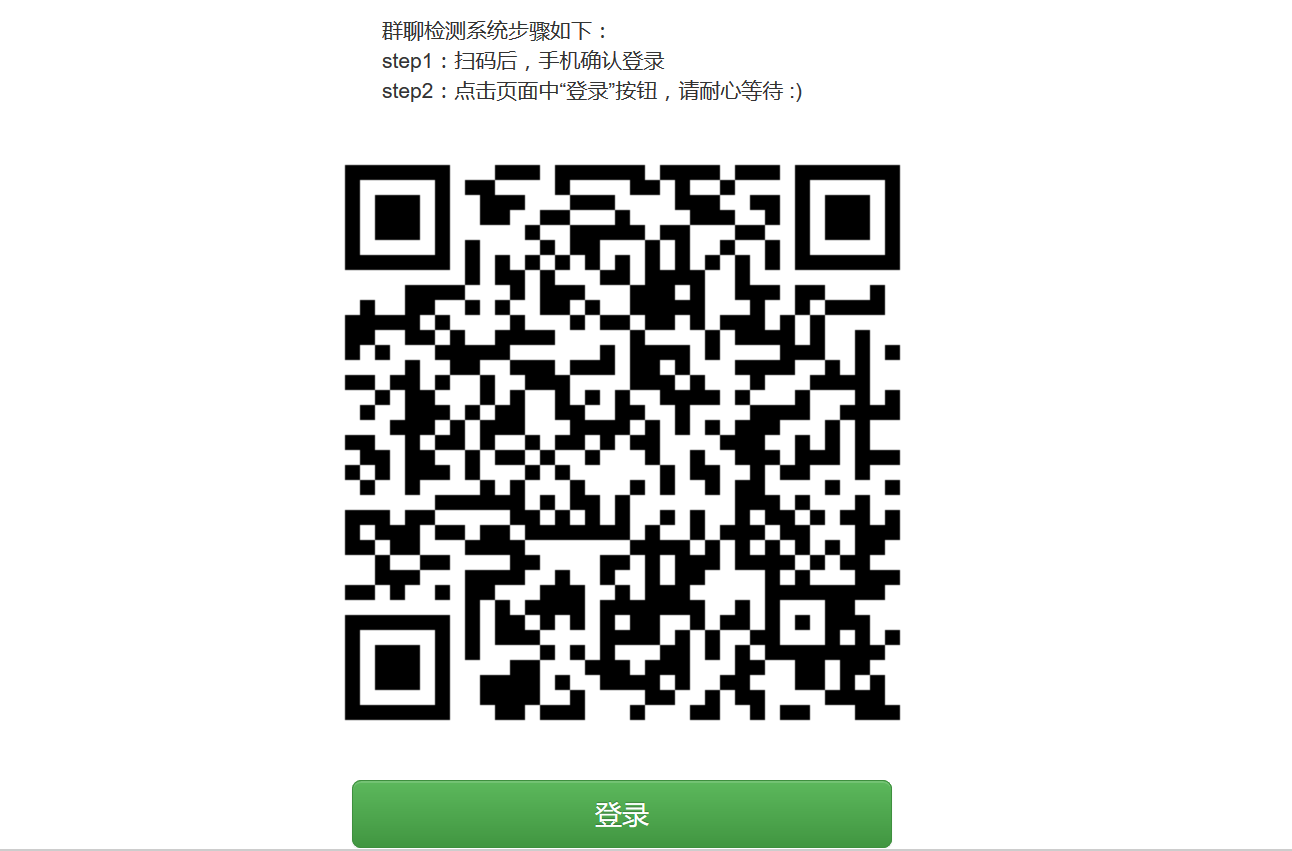 群聊检测系统步骤如下：
step1：扫码后，手机确认登录
step2：点击页面中“登录”按钮，请耐心等待 :)
登录